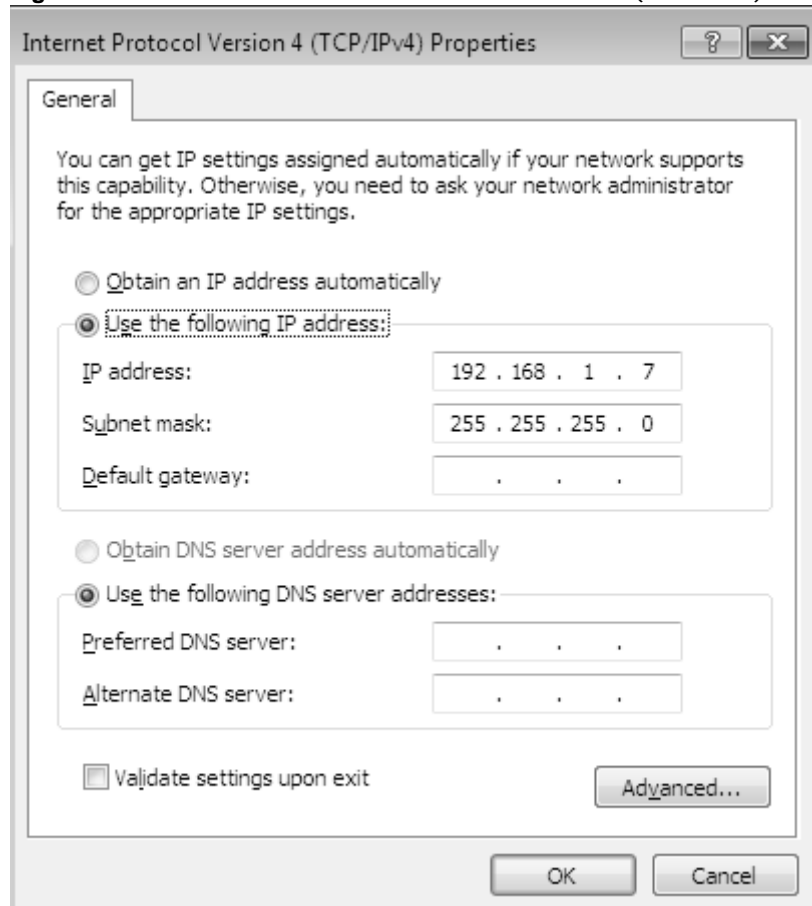 Internet Protocol Version 4 (TCP/IPv4) Properties
General
You can get IP settings assigned automatically if your network supports
this capability. Otherwise, you need to ask your network administrator
for the appropriate IP settings.
Obtain an IP address automatically
Use the following IP address:
IP address: 192 . 168 . 1 . 7
Subnet mask: 255 . 255 . 255 . 0
Default gateway: . . .
Obtain DNS server address automatically
Use the following DNS server addresses:
Preferred DNS server: . . .
Alternate DNS server: . . .
Validate settings upon exit
Advanced...
OK Cancel